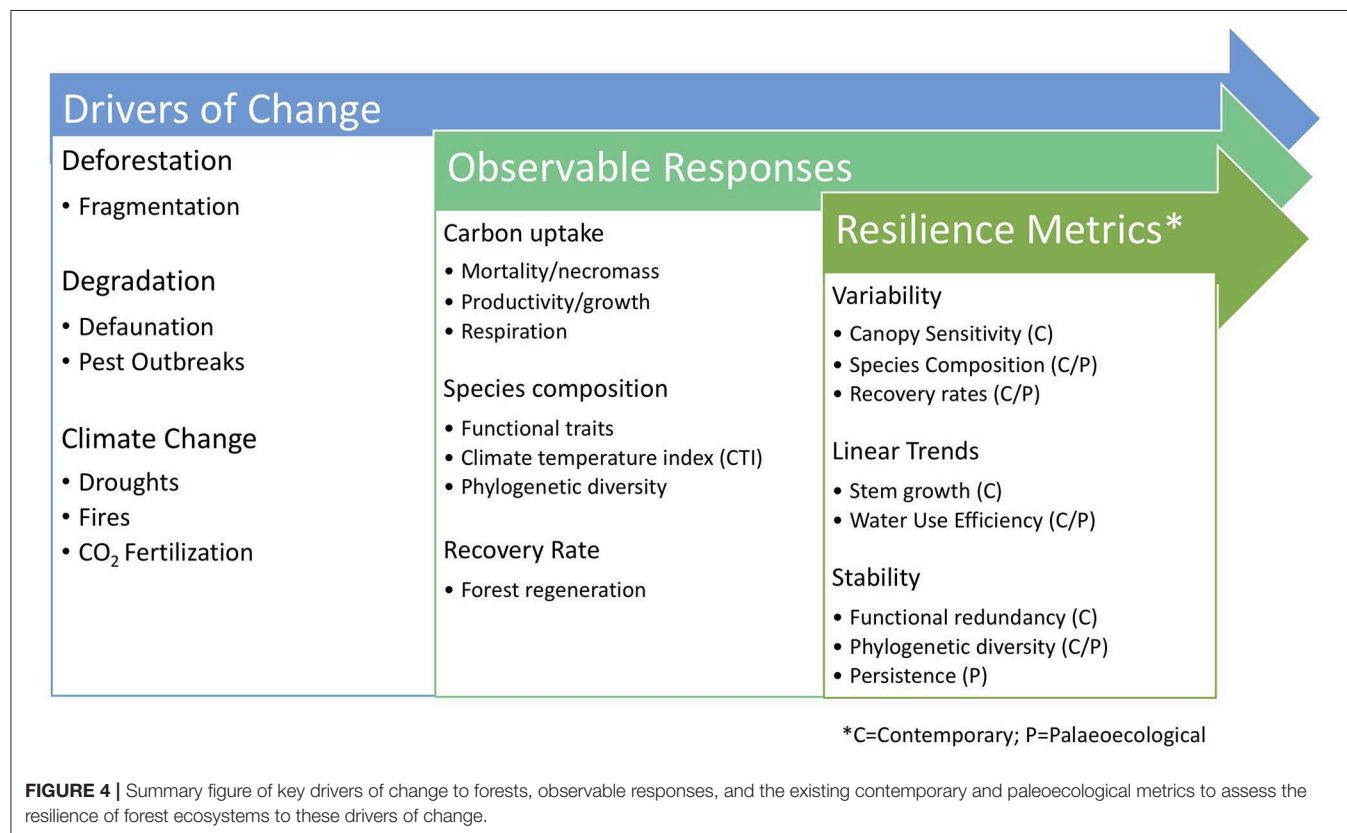 Drivers of Change
Deforestation
• Fragmentation
Degradation
• Defaunation
• Pest Outbreaks
Climate Change
• Droughts
• Fires
• CO₂ Fertilization
Observable Responses
Carbon uptake
• Mortality/necromass
• Productivity/growth
• Respiration
Species composition
• Functional traits
• Climate temperature index (CTI)
• Phylogenetic diversity
Recovery Rate
• Forest regeneration
Resilience Metrics*
Variability
• Canopy Sensitivity (C)
• Species Composition (C/P)
• Recovery rates (C/P)
Linear Trends
• Stem growth (C)
• Water Use Efficiency (C/P)
Stability
• Functional redundancy (C)
• Phylogenetic diversity (C/P)
• Persistence (P)
*C=Contemporary; P=Palaeoecological
FIGURE 4 | Summary figure of key drivers of change to forests, observable responses, and the existing contemporary and paleoecological metrics to assess the
resilience of forest ecosystems to these drivers of change.